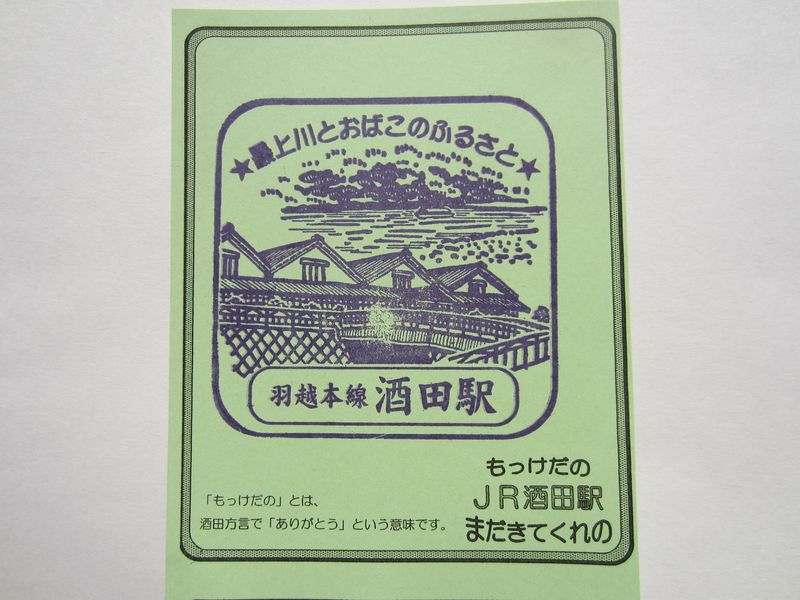 ★最上川とおばこのふるさと★
羽越本線 酒田駅
もっけだの
JR酒田駅
まだきてくれの
「もっけだの」とは、
酒田方言で「ありがとう」という意味です。